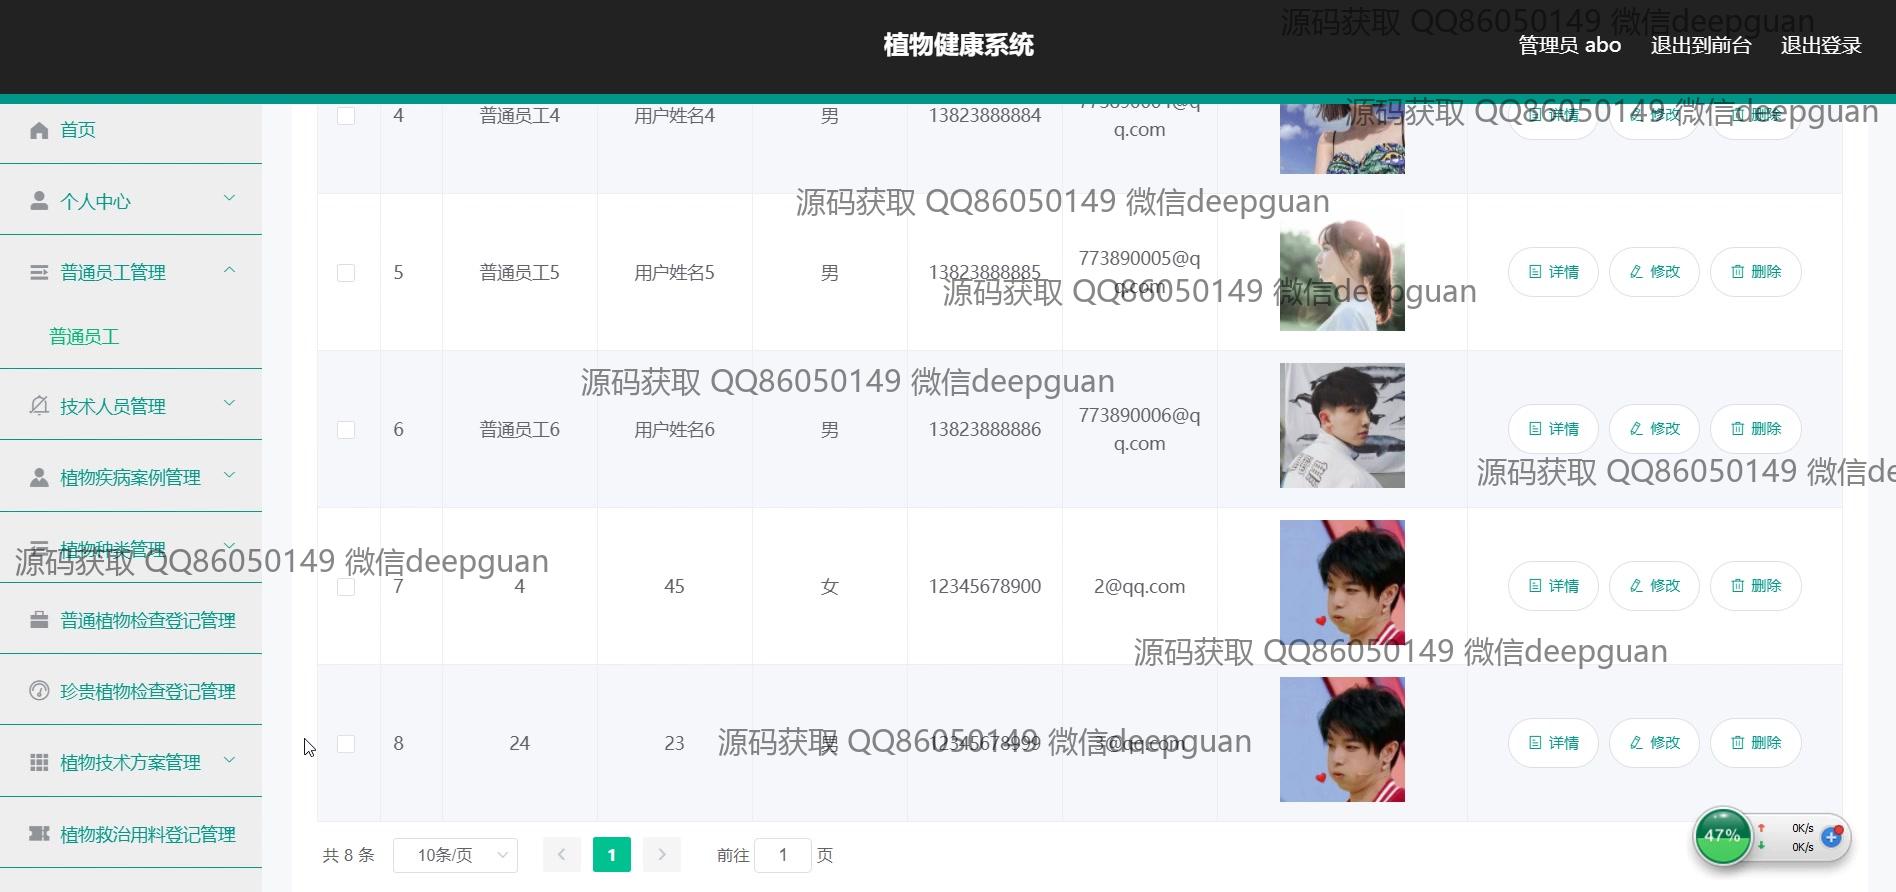 植物健康系统
管理员 abo 退出到前台 退出登录
源码获取 QQ86050149 微信deepguan
首页
个人中心
普通员工管理
普通员工
技术人员管理
植物疾病案例管理
植物种类管理
普通植物检查登记管理
珍贵植物检查登记管理
植物技术方案管理
植物救治用料登记管理
4 普通员工4 用户姓名4 男 13823888884 773890004@q
q.com
详情 修改 删除
源码获取 QQ86050149 微信deepguan
源码获取 QQ86050149 微信deepguan
5 普通员工5 用户姓名5 男 13823888885 773890005@q
q.com
详情 修改 删除
源码获取 QQ86050149 微信deepguan
源码获取 QQ86050149 微信deepguan
6 普通员工6 用户姓名6 男 13823888886 773890006@q
q.com
详情 修改 删除
源码获取 QQ86050149 微信de
源码获取 QQ86050149 微信deepguan
7 4 45 女 12345678900 2@qq.com 详情 修改 删除
源码获取 QQ86050149 微信deepguan
8 24 23 男 12345678999 3@qq.com 详情 修改 删除
源码获取 QQ86050149 微信deepguan
共 8 条 10条/页 1 前往 1 页
47% 0K/s
0K/s